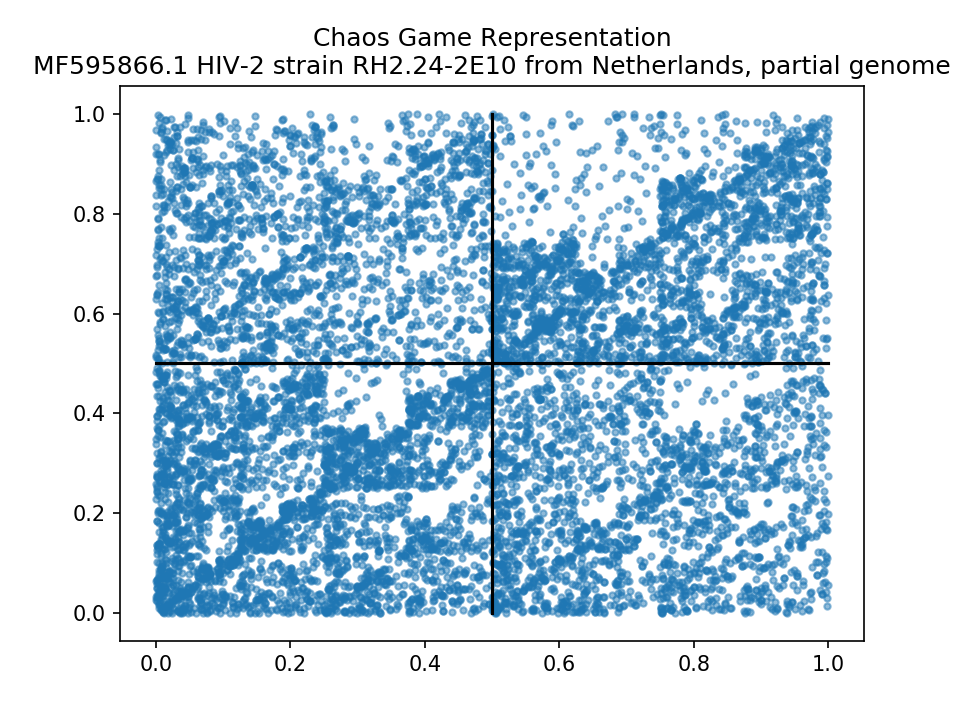 Chaos Game Representation
MF595866.1 HIV-2 strain RH2.24-2E10 from Netherlands, partial genome
1.0
0.8
0.6
0.4
0.2
0.0
0.0 0.2 0.4 0.6 0.8 1.0